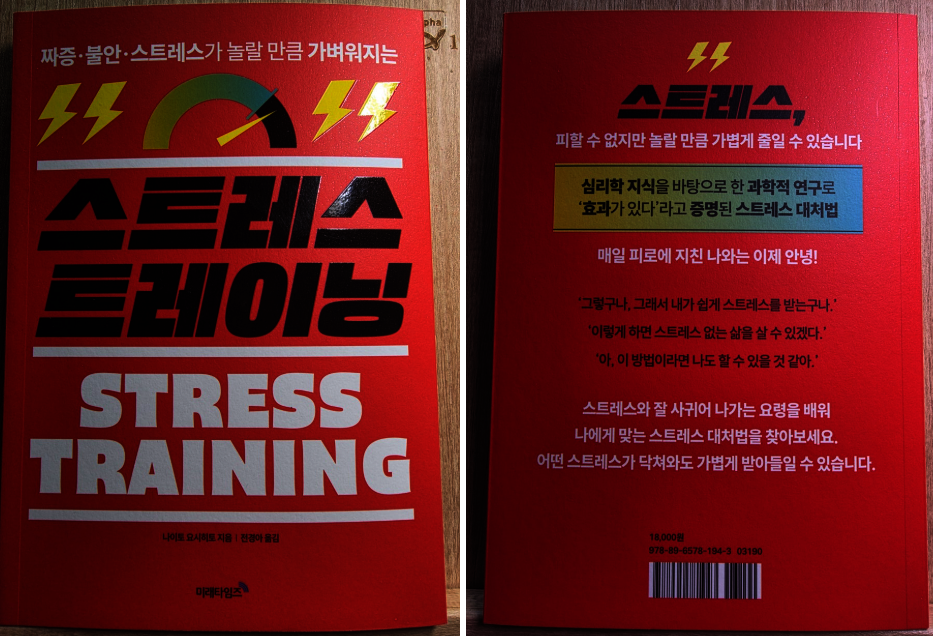 짜증·불안·스트레스가 놀랄 만큼 가벼워지는
스트레스
트레이닝
STRESS
TRAINING
나이토 요시히토 지음 | 전경아 옮김
미래타임즈
pha
1
스트레스,
피할 수 없지만 놀랄 만큼 가볍게 줄일 수 있습니다
심리학 지식을 바탕으로 한 과학적 연구로
‘효과가 있다’라고 증명된 스트레스 대처법
매일 피로에 지친 나와는 이제 안녕!
‘그렇구나, 그래서 내가 쉽게 스트레스를 받는구나.’
‘이렇게 하면 스트레스 없는 삶을 살 수 있겠다.’
‘아, 이 방법이라면 나도 할 수 있을 것 같아.’
스트레스와 잘 사귀어 나가는 요령을 배워
나에게 맞는 스트레스 대처법을 찾아보세요.
어떤 스트레스가 닥쳐와도 가볍게 받아들일 수 있습니다.
18,000원
978-89-6578-194-3 03190